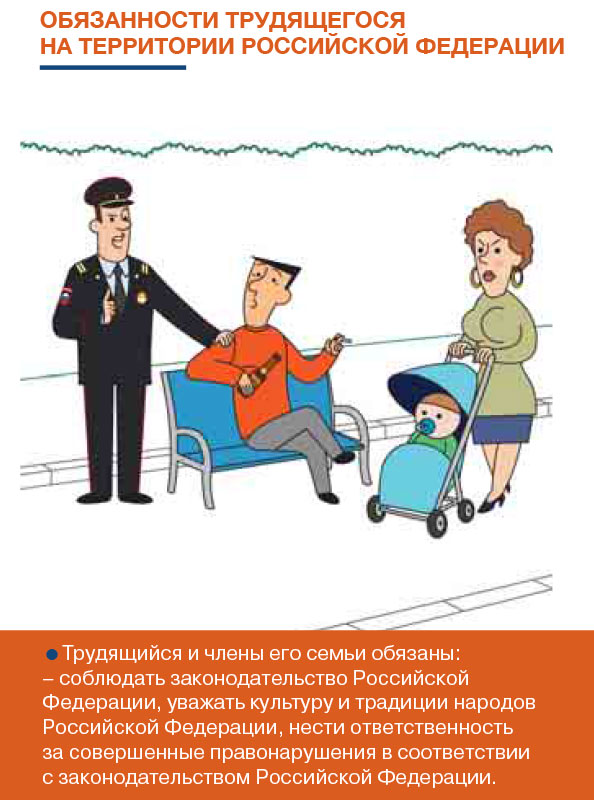 ОБЯЗАННОСТИ ТРУДЯЩЕГОСЯ
НА ТЕРРИТОРИИ РОССИЙСКОЙ ФЕДЕРАЦИИ
• Трудящийся и члены его семьи обязаны:
– соблюдать законодательство Российской
Федерации, уважать культуру и традиции народов
Российской Федерации, нести ответственность
за совершенные правонарушения в соответствии
с законодательством Российской Федерации.